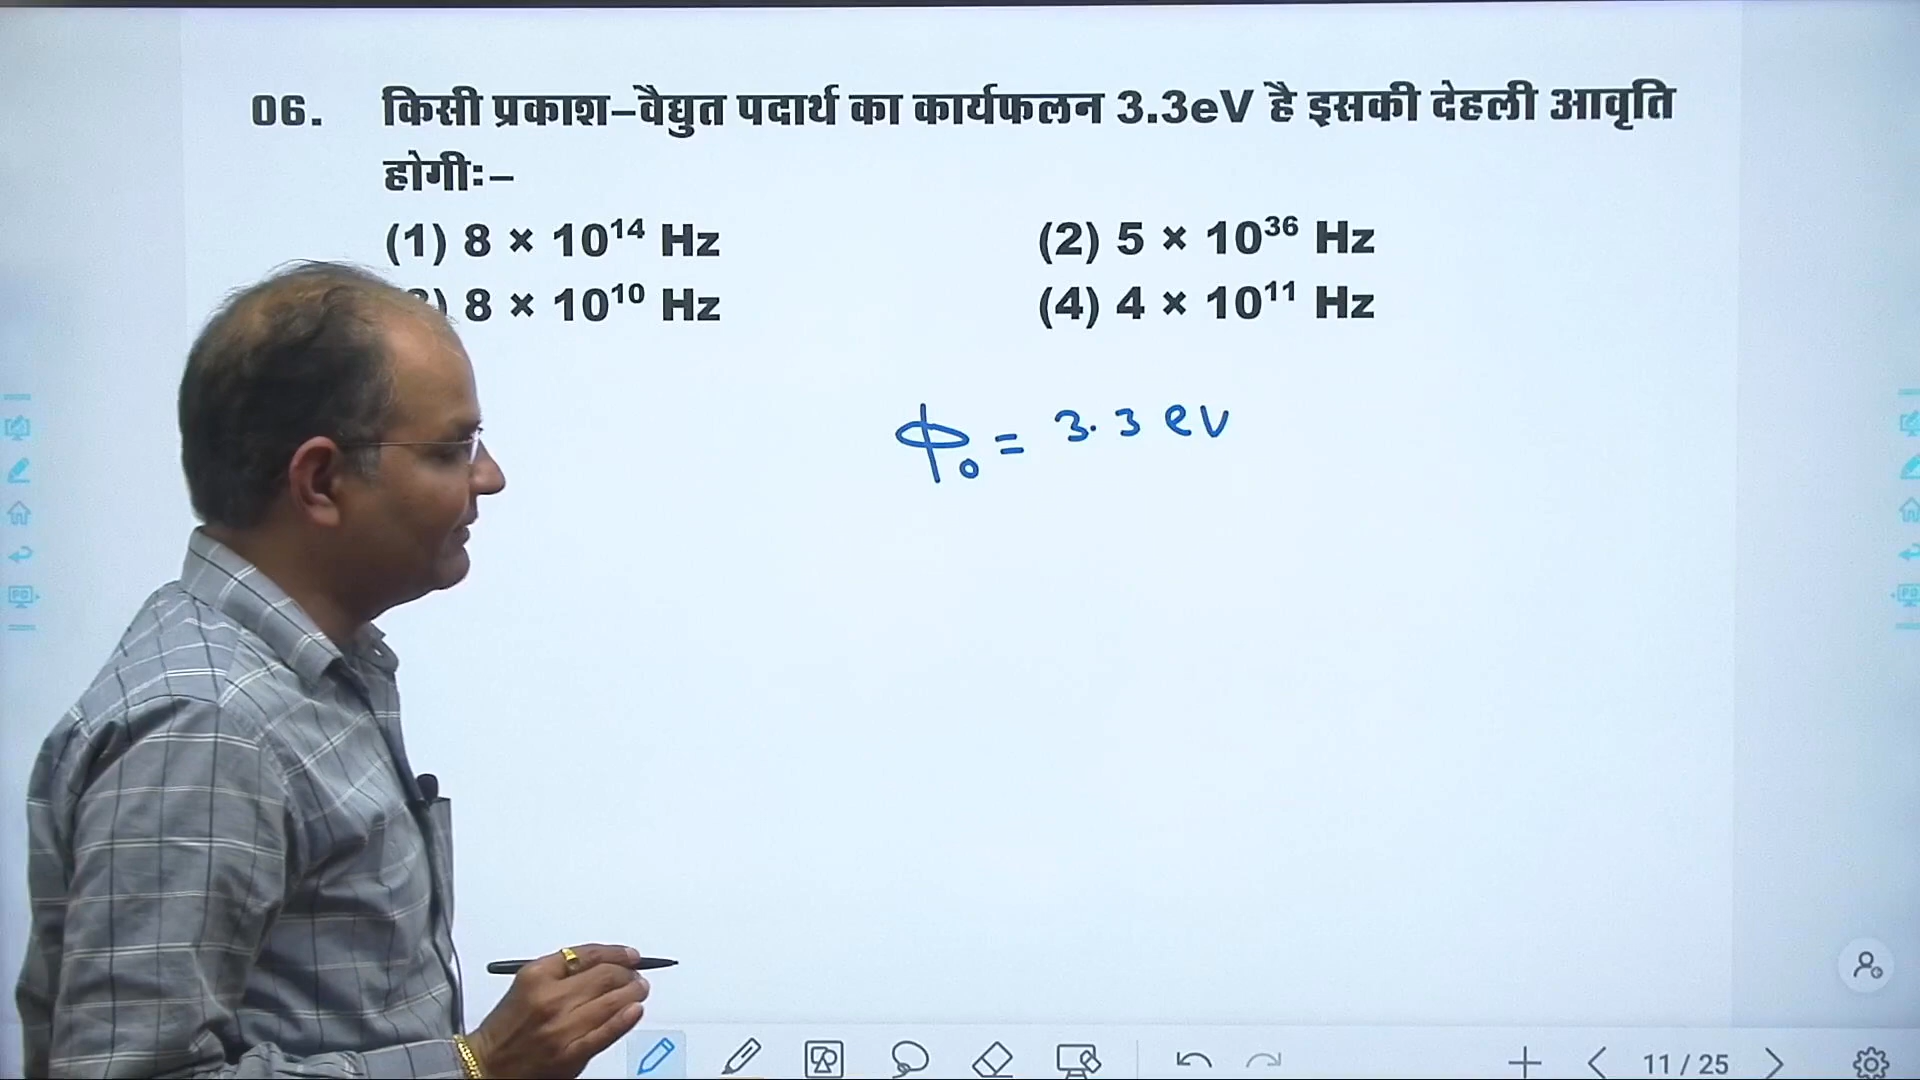 06. किसी प्रकाश–वैद्युत पदार्थ का कार्यफलन 3.3eV है इसकी देहली आवृति
होगीः–
(1) 8 × 10¹⁴ Hz (2) 5 × 10³⁶ Hz
) 8 × 10¹⁰ Hz (4) 4 × 10¹¹ Hz
ϕ₀ = 3.3 eV
11 / 25